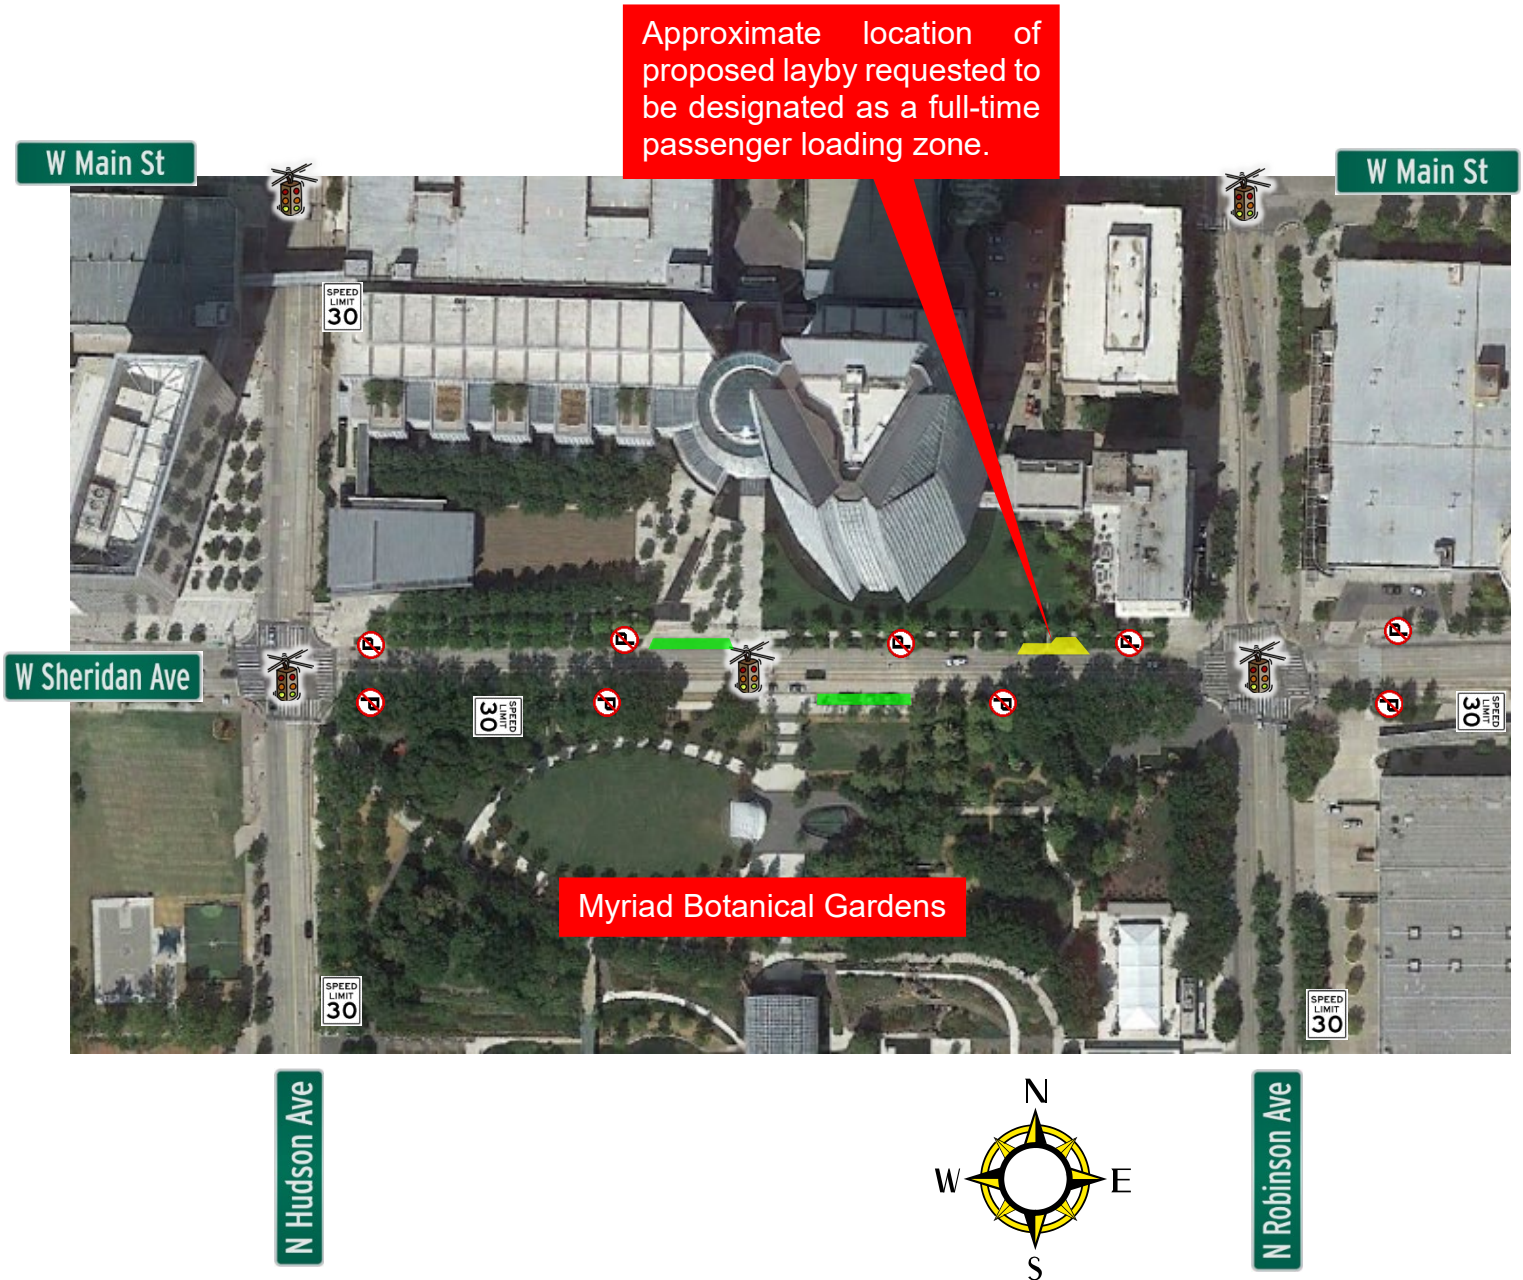 Approximate location of
proposed layby requested to
be designated as a full-time
passenger loading zone.
W Main St
W Main St
SPEED
LIMIT
30
W Sheridan Ave
P
P
P
P
P
P
P
P
P
SPEED
LIMIT
30
SPEED
LIMIT
30
Myriad Botanical Gardens
SPEED
LIMIT
30
SPEED
LIMIT
30
N Hudson Ave
N Robinson Ave
N
W
E
S